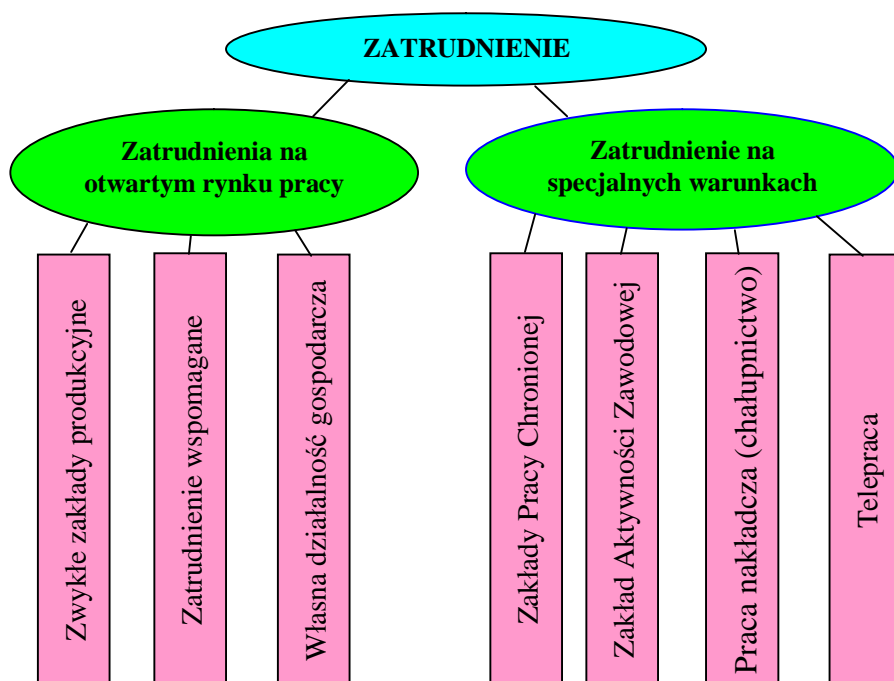 ZATRUDNIENIE
Zatrudnienia na
otwartym rynku pracy
Zatrudnienie na
specjalnych warunkach
Zwykłe zakłady produkcyjne
Zatrudnienie wspomagane
Własna działalność gospodarcza
Zakłady Pracy Chronionej
Zakład Aktywności Zawodowej
Praca nakładcza (chałupnictwo)
Telepraca